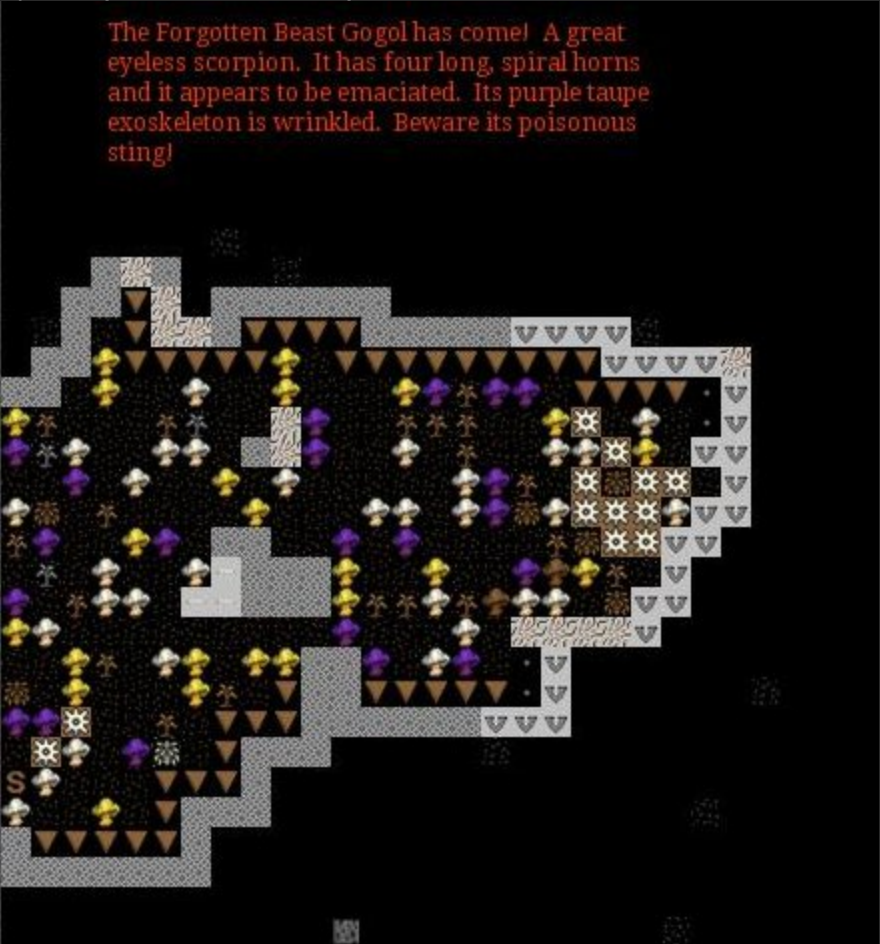 The Forgotten Beast Gogol has come! A great
eyeless scorpion. It has four long, spiral horns
and it appears to be emaciated. Its purple taupe
exoskeleton is wrinkled. Beware its poisonous
sting!
S